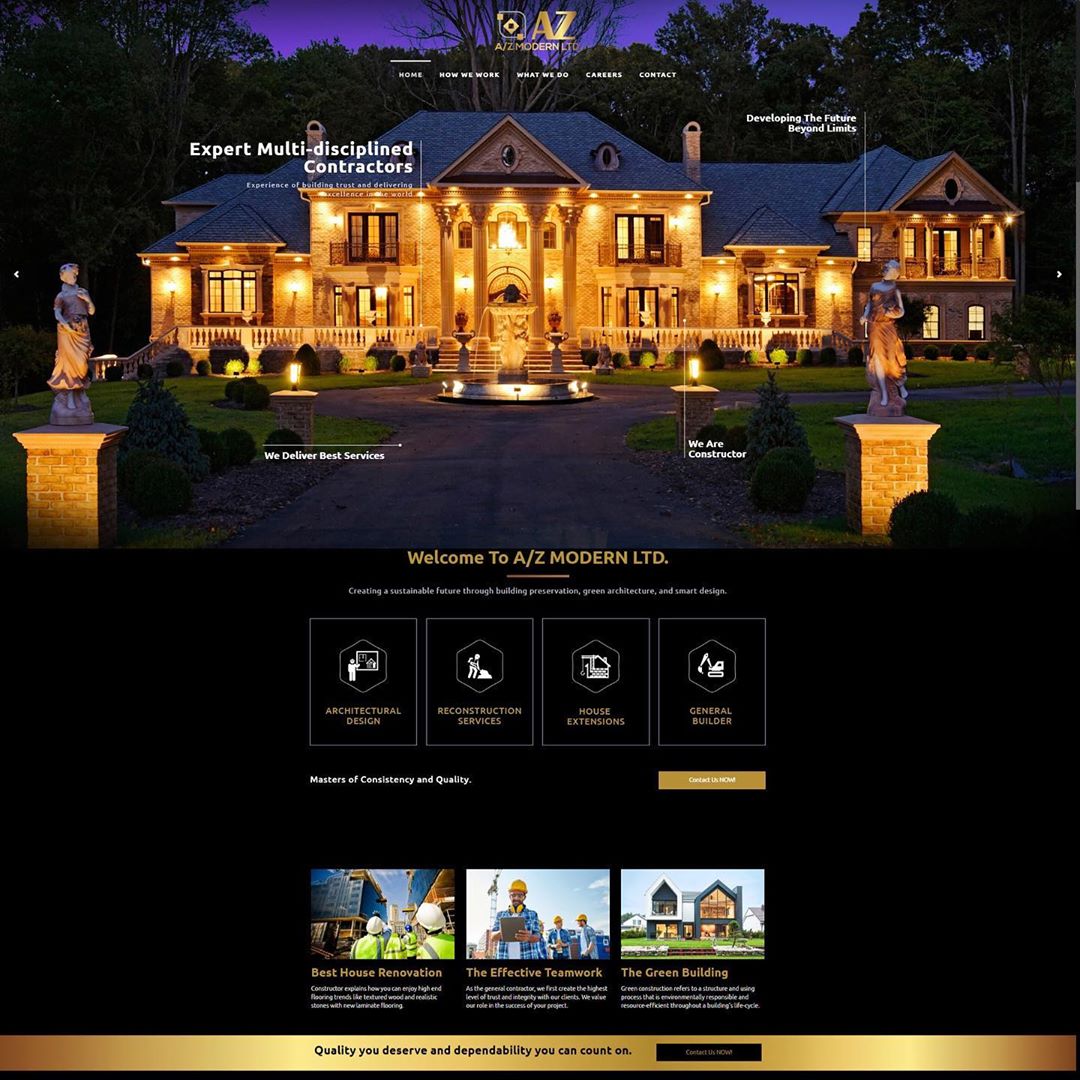 AZ
A/Z MODERN LTD
HOME HOW WE WORK WHAT WE DO CAREERS CONTACT
Developing The Future
Beyond Limits
Expert Multi-disciplined
Contractors
Experience of building trust and delivering
excellence in the world
We Deliver Best Services
We Are
Constructor
Welcome To A/Z MODERN LTD.
Creating a sustainable future through building preservation, green architecture, and smart design.
ARCHITECTURAL
DESIGN
RECONSTRUCTION
SERVICES
HOUSE
EXTENSIONS
GENERAL
BUILDER
Masters of Consistency and Quality.
Contact Us NOW!
Best House Renovation
Constructor explains how you can enjoy high end
flooring trends like textured wood and realistic
stones with new laminate flooring.
The Effective Teamwork
As the general contractor, we first create the highest
level of trust and integrity with our clients. We value
our role in the success of your project.
The Green Building
Green construction refers to a structure and using
process that is environmentally responsible and
resource-efficient throughout a building's life-cycle.
Quality you deserve and dependability you can count on.
Contact Us NOW!